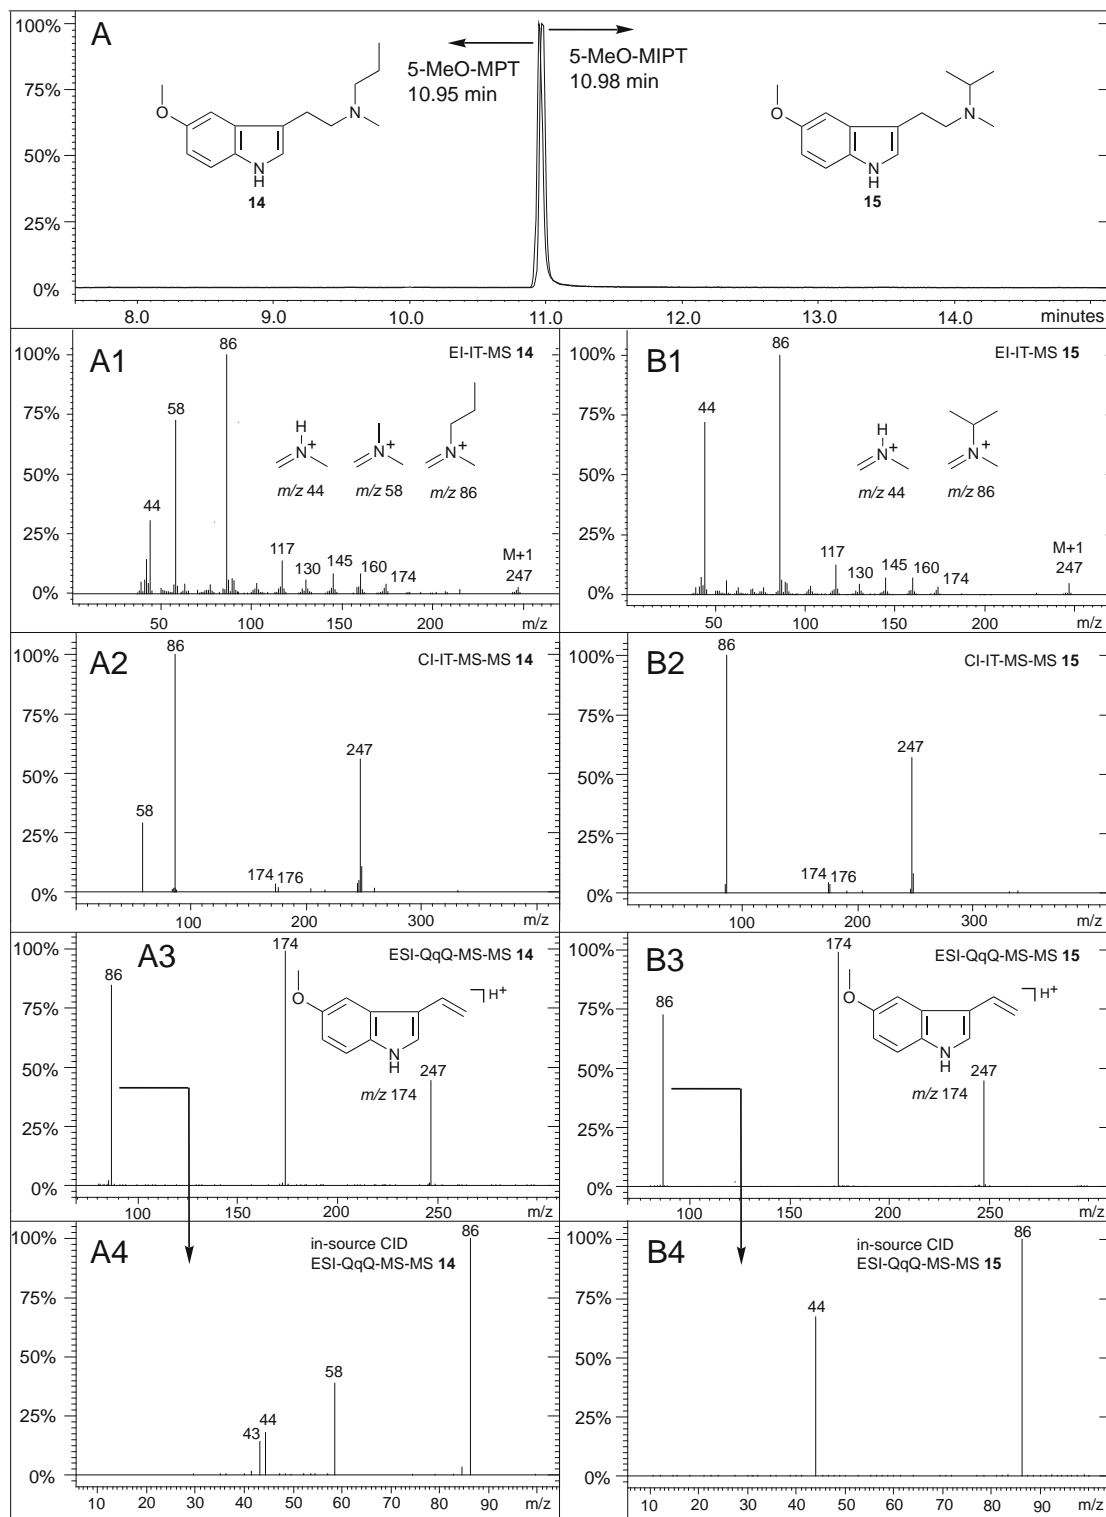 A
100%
75%
50%
25%
0%
5-MeO-MPT
10.95 min
5-MeO-MIPT
10.98 min
O
N
N
H
14
O
N
N
H
15
8.0 9.0 10.0 11.0 12.0 13.0 14.0 minutes
A1
EI-IT-MS 14
100%
75%
50%
25%
0%
86
58
44
117
130
145
160
174
M+1
247
H
N+
m/z 44
N+
m/z 58
N+
m/z 86
50 100 150 200 m/z
B1
EI-IT-MS 15
100%
75%
50%
25%
0%
86
44
117
130
145
160
174
M+1
247
H
N+
m/z 44
N+
m/z 86
50 100 150 200 m/z
A2
CI-IT-MS-MS 14
100%
75%
50%
25%
0%
86
58
174
176
247
100 200 300 m/z
B2
CI-IT-MS-MS 15
100%
75%
50%
25%
0%
86
174
176
247
100 200 300 m/z
A3
ESI-QqQ-MS-MS 14
100%
75%
50%
25%
0%
86
174
247
O
N
H
H+
m/z 174
100 150 200 250 m/z
B3
ESI-QqQ-MS-MS 15
100%
75%
50%
25%
0%
86
174
247
O
N
H
H+
m/z 174
100 150 200 250 m/z
A4
in-source CID
ESI-QqQ-MS-MS 14
100%
75%
50%
25%
0%
43
44
58
86
10 20 30 40 50 60 70 80 90 m/z
B4
in-source CID
ESI-QqQ-MS-MS 15
100%
75%
50%
25%
0%
44
86
10 20 30 40 50 60 70 80 90 m/z